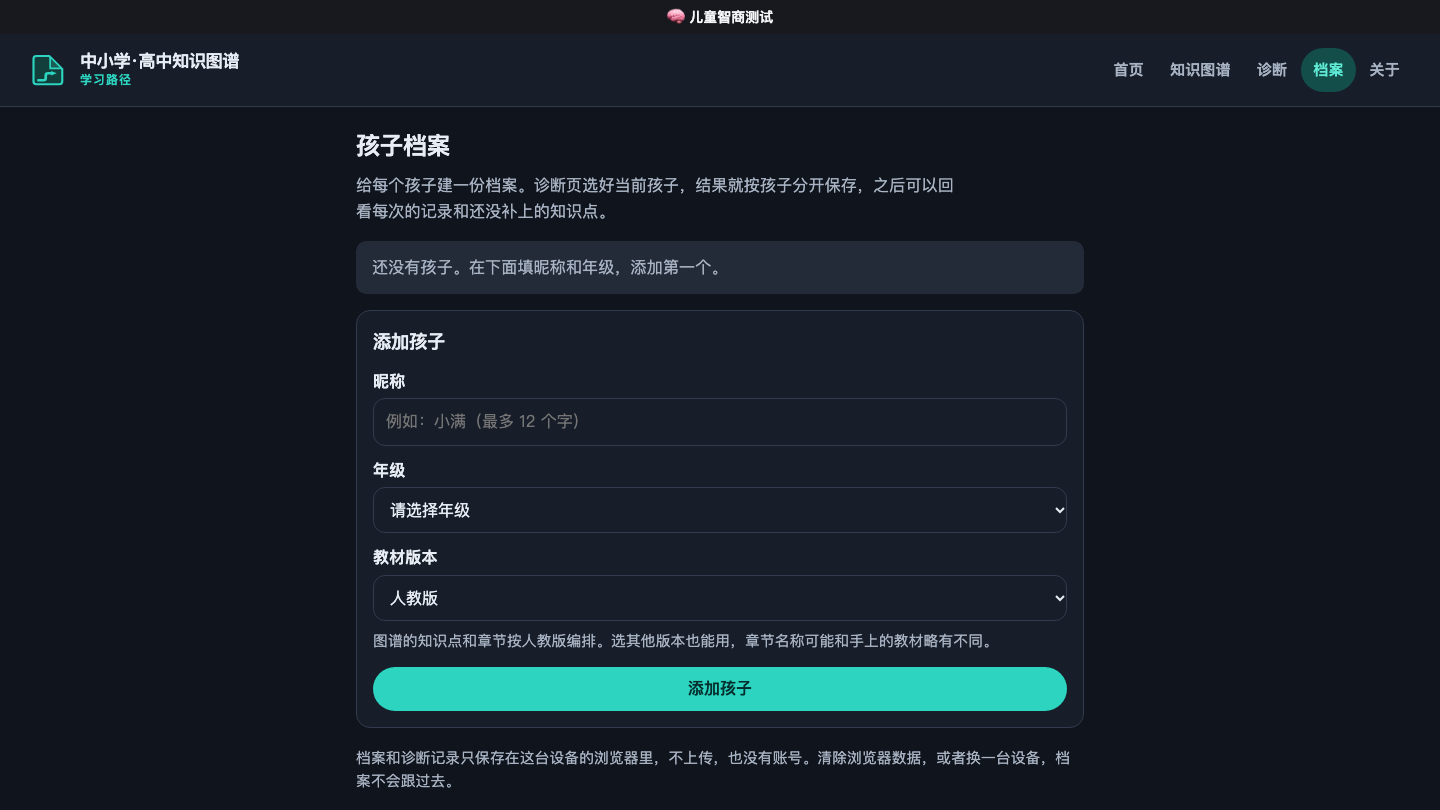 🧠 儿童智商测试
中小学·高中知识图谱
学习路径
首页 知识图谱 诊断 档案 关于
孩子档案
给每个孩子建一份档案。诊断页选好当前孩子，结果就按孩子分开保存，之后可以回
看每次的记录和还没补上的知识点。
还没有孩子。在下面填昵称和年级，添加第一个。
添加孩子
昵称
例如：小满（最多 12 个字）
年级
请选择年级
教材版本
人教版
图谱的知识点和章节按人教版编排。选其他版本也能用，章节名称可能和手上的教材略有不同。
添加孩子
档案和诊断记录只保存在这台设备的浏览器里，不上传，也没有账号。清除浏览器数据，或者换一台设备，档
案不会跟过去。